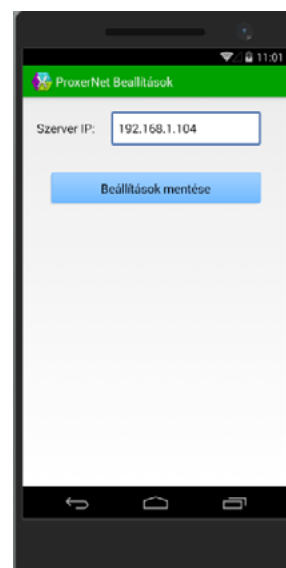 11:01
ProxerNet Beallítások
Szerver IP: 192.168.1.104
Beállítások mentése